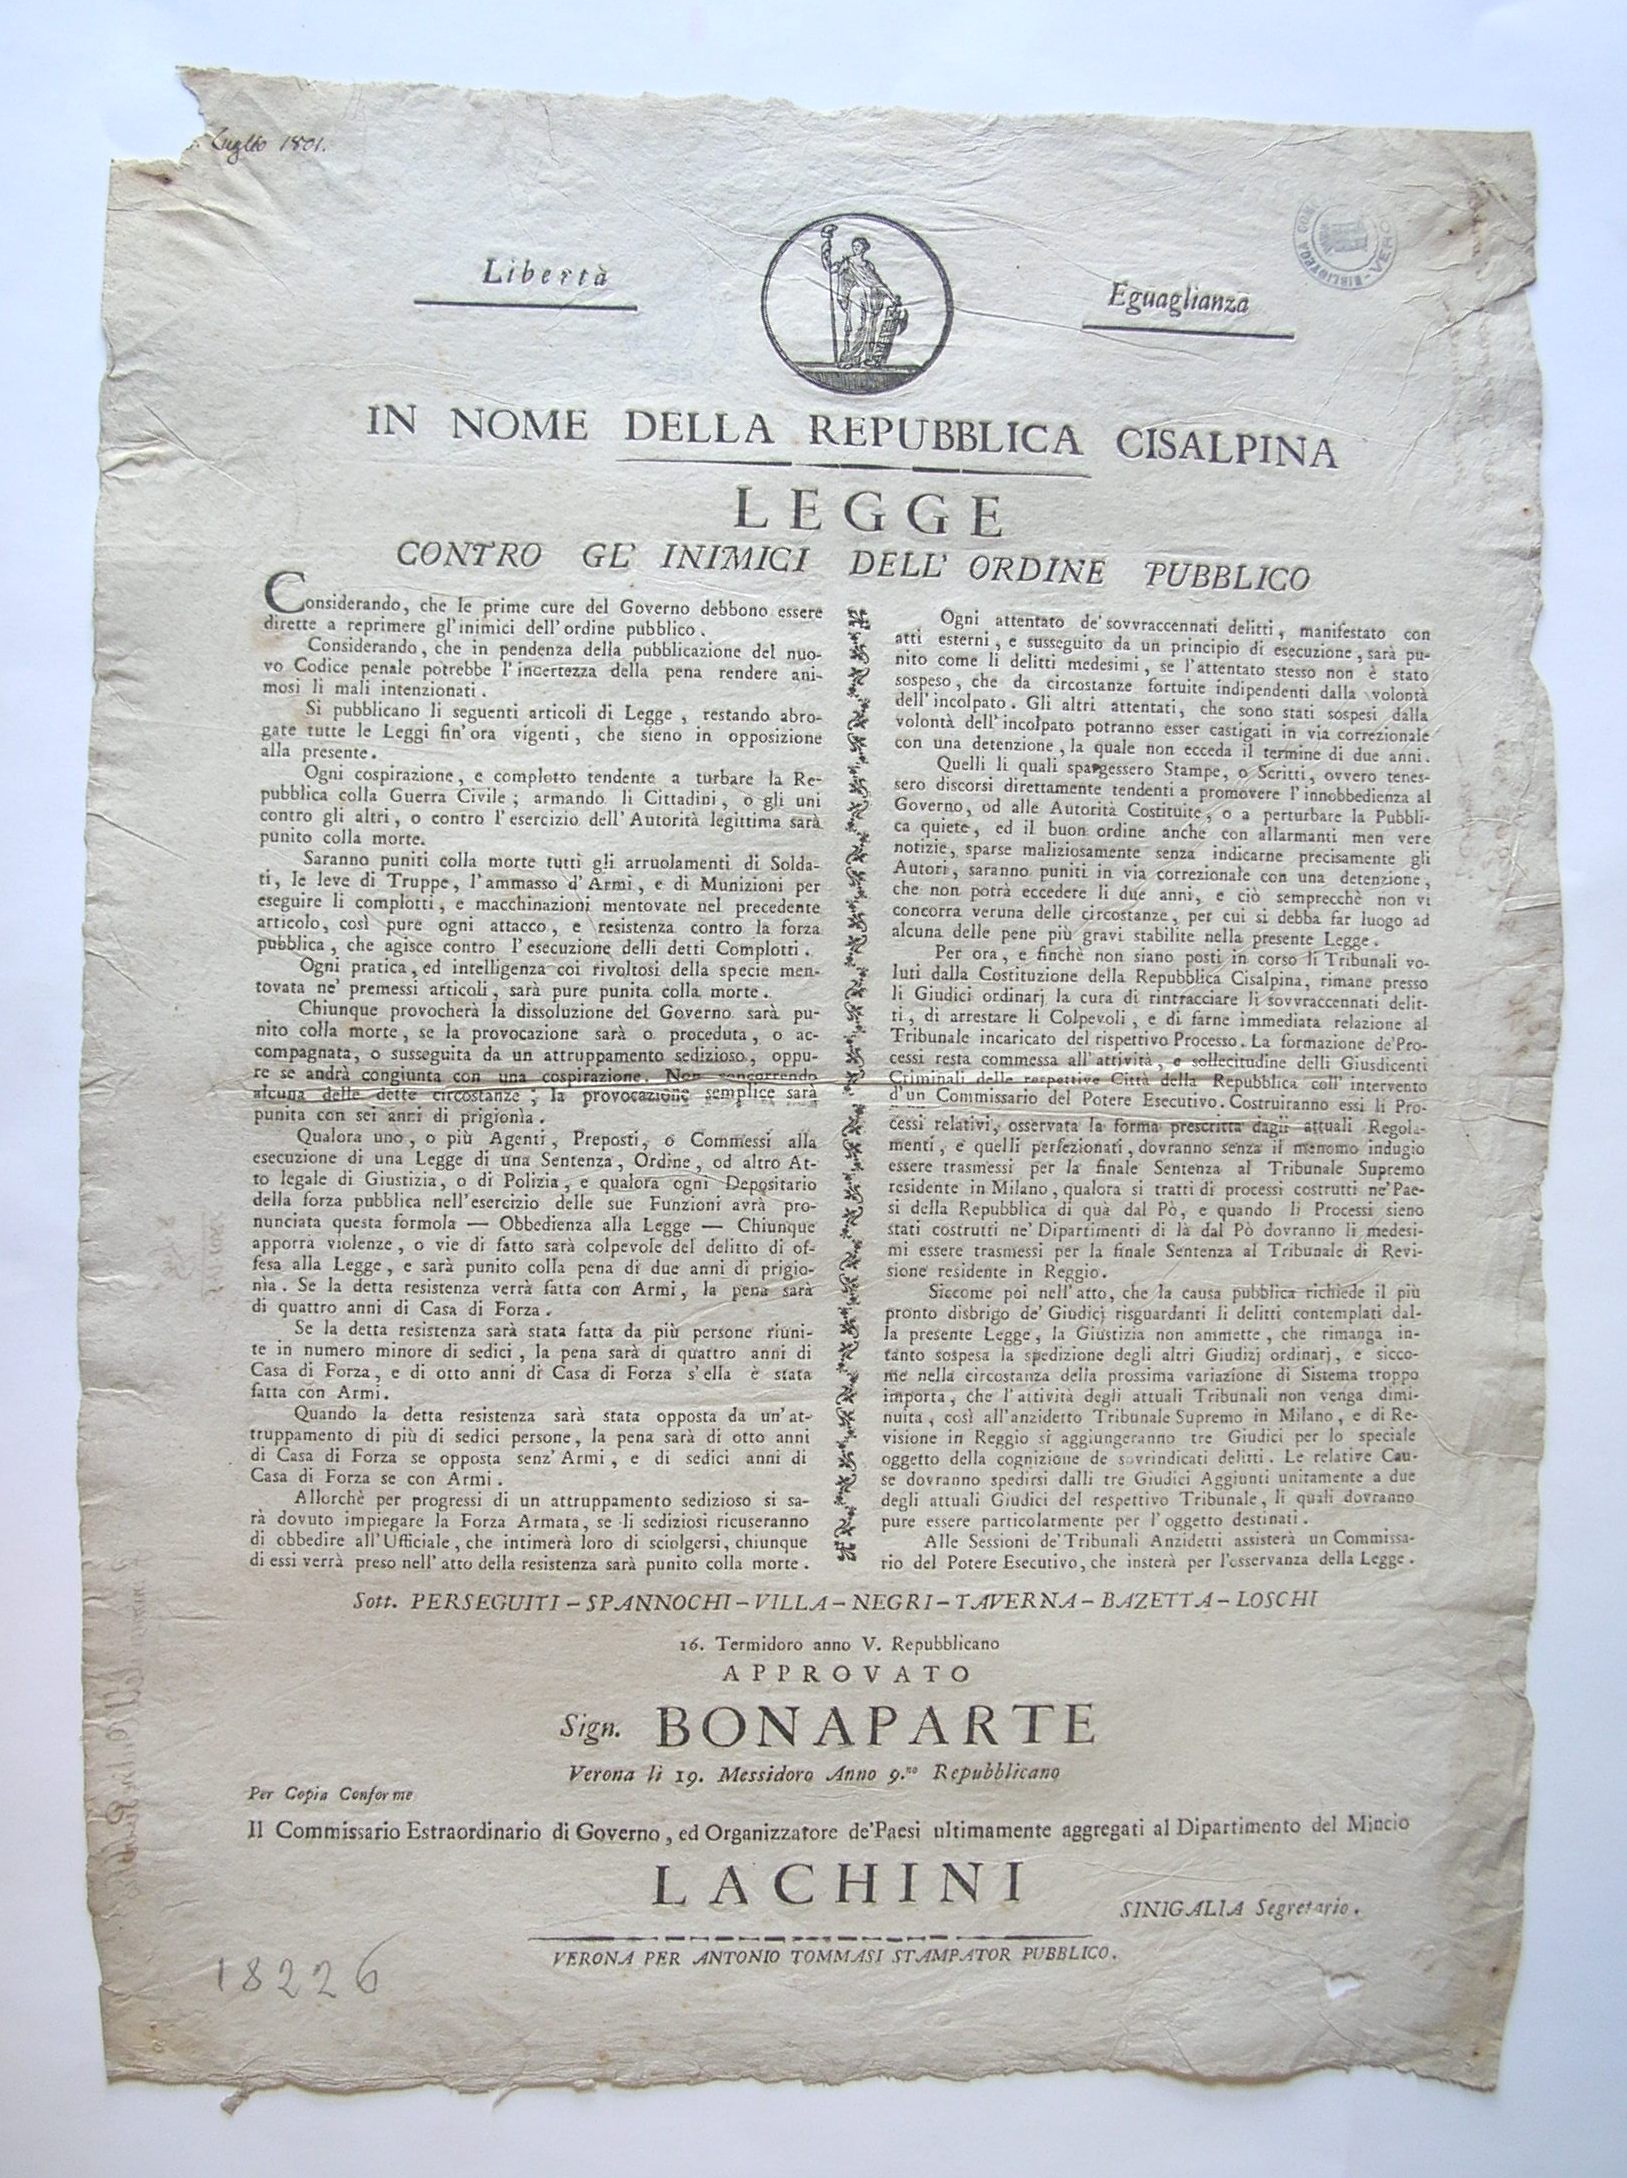 Luglio 1801.
Libertà
Eguaglianza
BIBLIOTECA
IN NOME DELLA REPUBBLICA CISALPINA
LEGGE
CONTRO GL' INIMICI DELL' ORDINE PUBBLICO
Considerando, che le prime cure del Governo debbono essere
dirette a reprimere gl'inimici dell'ordine pubblico.
Considerando, che in pendenza della pubblicazione del nuo-
vo Codice penale potrebbe l'incertezza della pena rendere ani-
mosi li mali intenzionati.
Si pubblicano li seguenti articoli di Legge, restando abro-
gate tutte le Leggi fin'ora vigenti, che sieno in opposizione
alla presente.
Ogni cospirazione, e complotto tendente a turbare la Re-
pubblica colla Guerra Civile; armando li Cittadini, o gli uni
contro gli altri, o contro l'esercizio dell'Autorità legittima sarà
punito colla morte.
Saranno puniti colla morte tutti gli arruolamenti di Solda-
ti, le leve di Truppe, l'ammasso d'Armi, e di Munizioni per
eseguire li complotti, e macchinazioni mentovate nel precedente
articolo, così pure ogni attacco, e resistenza contro la forza
pubblica, che agisce contro l'esecuzione delli detti Complotti.
Ogni pratica, ed intelligenza coi rivoltosi della specie men-
tovata ne' premessi articoli, sarà pure punita colla morte.
Chiunque provocherà la dissoluzione del Governo sarà pu-
nito colla morte, se la provocazione sarà o proceduta, o ac-
compagnata, o susseguita da un attruppamento sedizioso, oppu-
re se andrà congiunta con una cospirazione. Non concorrendo
alcuna delle dette circostanze, la provocazione semplice sarà
punita con sei anni di prigionìa.
Qualora uno, o più Agenti, Preposti, o Commessi alla
esecuzione di una Legge di una Sentenza, Ordine, od altro At-
to legale di Giustizia, o di Polizia, e qualora ogni Depositario
della forza pubblica nell'esercizio delle sue Funzioni avrà pro-
nunciata questa formola — Obbedienza alla Legge — Chiunque
apporrà violenze, o vie di fatto sarà colpevole del delitto di of-
fesa alla Legge, e sarà punito colla pena di due anni di prigio-
nìa. Se la detta resistenza verrà fatta con Armi, la pena sarà
di quattro anni di Casa di Forza.
Se la detta resistenza sarà stata fatta da più persone riuni-
te in numero minore di sedici, la pena sarà di quattro anni di
Casa di Forza, e di otto anni di Casa di Forza s'ella è stata
fatta con Armi.
Quando la detta resistenza sarà stata opposta da un'at-
truppamento di più di sedici persone, la pena sarà di otto anni
di Casa di Forza se opposta senz'Armi, e di sedici anni di
Casa di Forza se con Armi.
Allorchè per progressi di un attruppamento sedizioso si sa-
rà dovuto impiegare la Forza Armata, se li sediziosi ricuseranno
di obbedire all'Ufficiale, che intimerà loro di sciolgersi, chiunque
di essi verrà preso nell'atto della resistenza sarà punito colla morte.
Ogni attentato de' sovvraccennati delitti, manifestato con
atti esterni, e susseguito da un principio di esecuzione, sarà pu-
nito come li delitti medesimi, se l'attentato stesso non è stato
sospeso, che da circostanze fortuite indipendenti dalla volontà
dell'incolpato. Gli altri attentati, che sono stati sospesi dalla
volontà dell'incolpato potranno esser castigati in via correzionale
con una detenzione, la quale non ecceda il termine di due anni.
Quelli li quali spargessero Stampe, o Scritti, ovvero tenes-
sero discorsi direttamente tendenti a promovere l'innobbedienza al
Governo, od alle Autorità Costituite, o a perturbare la Pubbli-
ca quiete, ed il buon ordine anche con allarmanti men vere
notizie, sparse maliziosamente senza indicarne precisamente gli
Autori, saranno puniti in via correzionale con una detenzione,
che non potrà eccedere li due anni, e ciò semprecchè non vi
concorra veruna delle circostanze, per cui si debba far luogo ad
alcuna delle pene più gravi stabilite nella presente Legge.
Per ora, e finchè non siano posti in corso li Tribunali vo-
luti dalla Costituzione della Repubblica Cisalpina, rimane presso
li Giudici ordinarj la cura di rintracciare li sovvraccennati delit-
ti, di arrestare li Colpevoli, e di farne immediata relazione al
Tribunale incaricato del rispettivo Processo. La formazione de'Pro-
cessi resta commessa all'attività, e sollecitudine delli Giusdicenti
Criminali delle respettive Città della Repubblica coll'intervento
d'un Commissario del Potere Esecutivo. Costruiranno essi li Pro-
cessi relativi, osservata la forma prescritta dagli attuali Regola-
menti, e quelli perfezionati, dovranno senza il menomo indugio
essere trasmessi per la finale Sentenza al Tribunale Supremo
residente in Milano, qualora si tratti di processi costrutti ne'Pae-
si della Repubblica di quà dal Pò, e quando li Processi sieno
stati costrutti ne'Dipartimenti di là dal Pò dovranno li medesi-
mi essere trasmessi per la finale Sentenza al Tribunale di Revi-
sione residente in Reggio.
Siccome poi nell'atto, che la causa pubblica richiede il più
pronto disbrigo de' Giudicj risguardanti li delitti contemplati dal-
la presente Legge, la Giustizia non ammette, che rimanga in-
tanto sospesa la spedizione degli altri Giudizj ordinarj, e sicco-
me nella circostanza della prossima variazione di Sistema troppo
importa, che l'attività degli attuali Tribunali non venga dimi-
nuita, così all'anzidetto Tribunale Supremo in Milano, e di Re-
visione in Reggio si aggiungeranno tre Giudici per lo speciale
oggetto della cognizione de sovrindicati delitti. Le relative Cau-
se dovranno spedirsi dalli tre Giudici Aggiunti unitamente a due
degli attuali Giudici del respettivo Tribunale, li quali dovranno
pure essere particolarmente per l'oggetto destinati.
Alle Sessioni de'Tribunali Anzidetti assisterà un Commissa-
rio del Potere Esecutivo, che insterà per l'osservanza della Legge.
Sott. PERSEGUITI – SPANNOCHI – VILLA – NEGRI – TAVERNA – BAZETTA – LOSCHI
16. Termidoro anno V. Repubblicano
APPROVATO
Sign. BONAPARTE
Verona lì 19. Messidoro Anno 9.no Repubblicano
Per Copia Conforme
Il Commissario Estraordinario di Governo, ed Organizzatore de'Paesi ultimamente aggregati al Dipartimento del Mincio
LACHINI
SINIGALIA Segretario.
VERONA PER ANTONIO TOMMASI STAMPATOR PUBBLICO.
18226